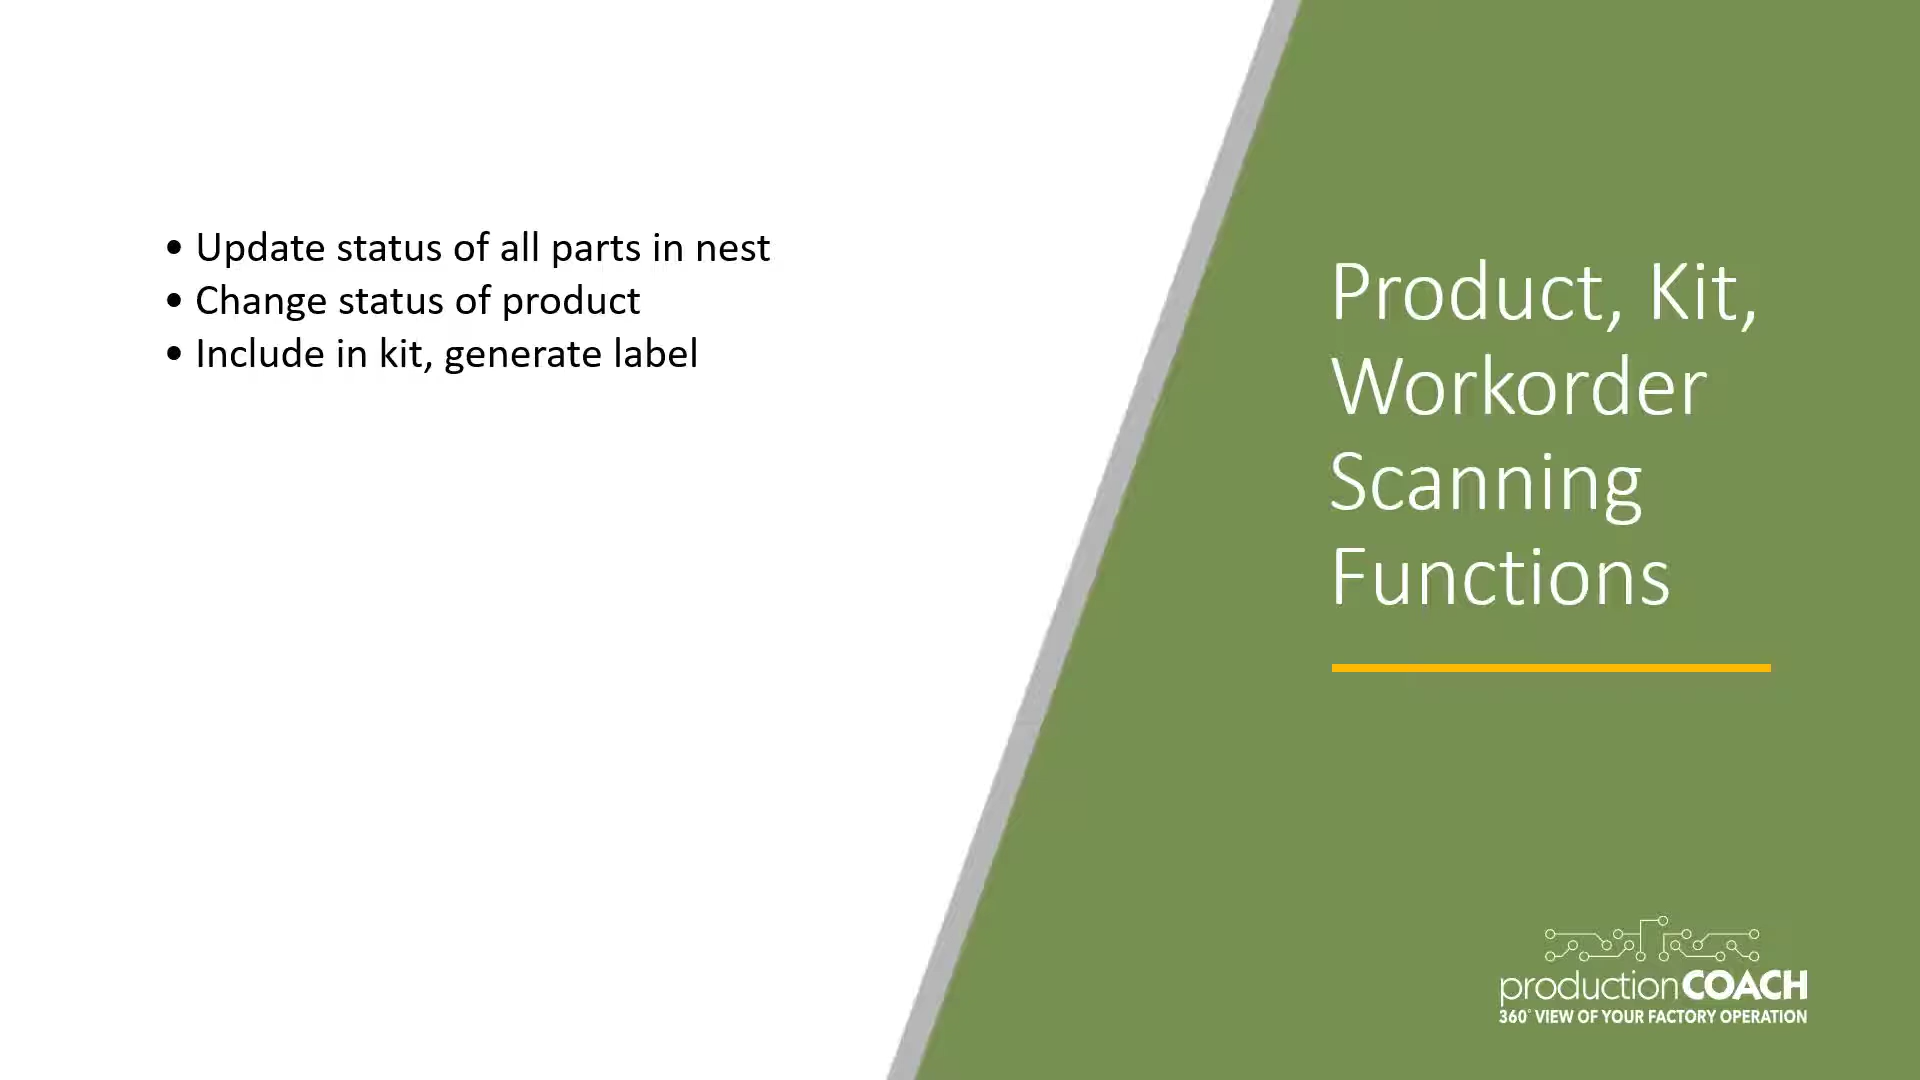 • Update status of all parts in nest
• Change status of product
• Include in kit, generate label
Product, Kit,
Workorder
Scanning
Functions
productionCOACH
360° VIEW OF YOUR FACTORY OPERATION